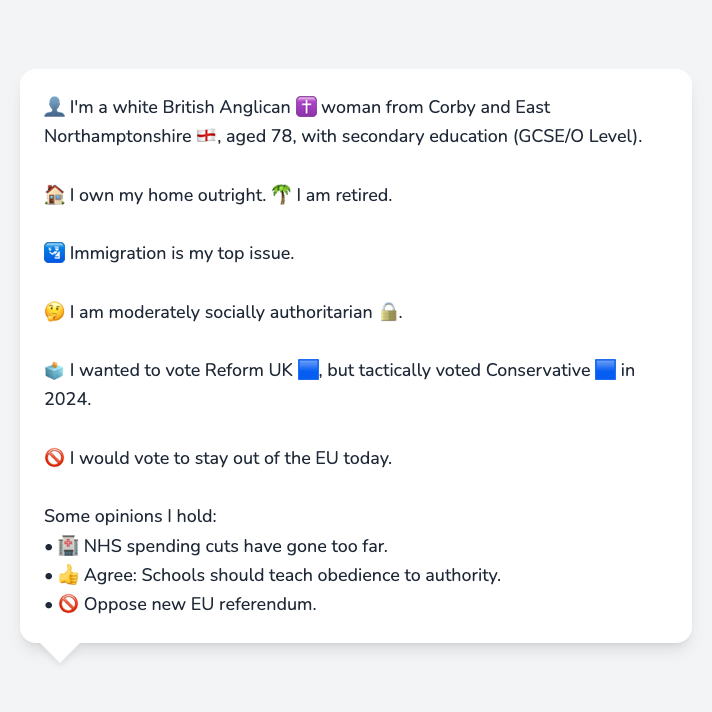 👤 I'm a white British Anglican ✝️ woman from Corby and East
Northamptonshire 🏴󠁧󠁢󠁥󠁮󠁧󠁿, aged 78, with secondary education (GCSE/O Level).
🏠 I own my home outright. 🌴 I am retired.
🛂 Immigration is my top issue.
🤔 I am moderately socially authoritarian 🔒.
🗳️ I wanted to vote Reform UK 🟦, but tactically voted Conservative 🟦 in
2024.
🚫 I would vote to stay out of the EU today.
Some opinions I hold:
• 🏥 NHS spending cuts have gone too far.
• 👍 Agree: Schools should teach obedience to authority.
• 🚫 Oppose new EU referendum.